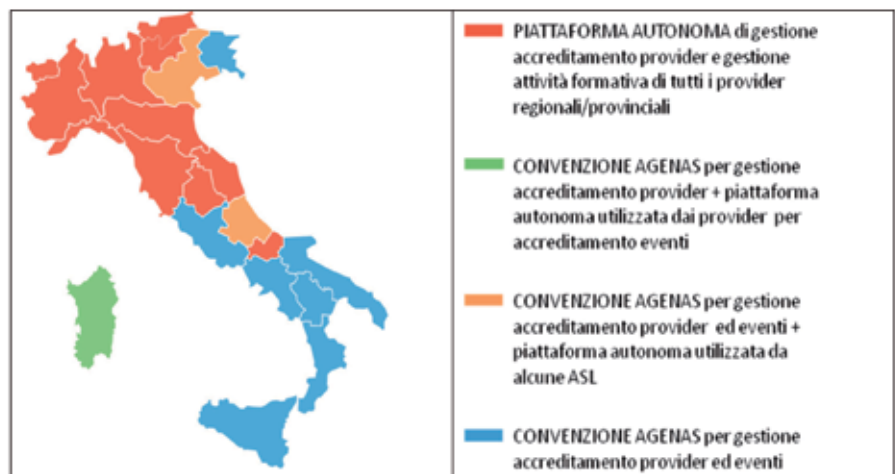 PIATTAFORMA AUTONOMA di gestione
accreditamento provider e gestione
attività formativa di tutti i provider
regionali/provinciali
CONVENZIONE AGENAS per gestione
accreditamento provider + piattaforma
autonoma utilizzata dai provider per
accreditamento eventi
CONVENZIONE AGENAS per gestione
accreditamento provider ed eventi +
piattaforma autonoma utilizzata da
alcune ASL
CONVENZIONE AGENAS per gestione
accreditamento provider ed eventi